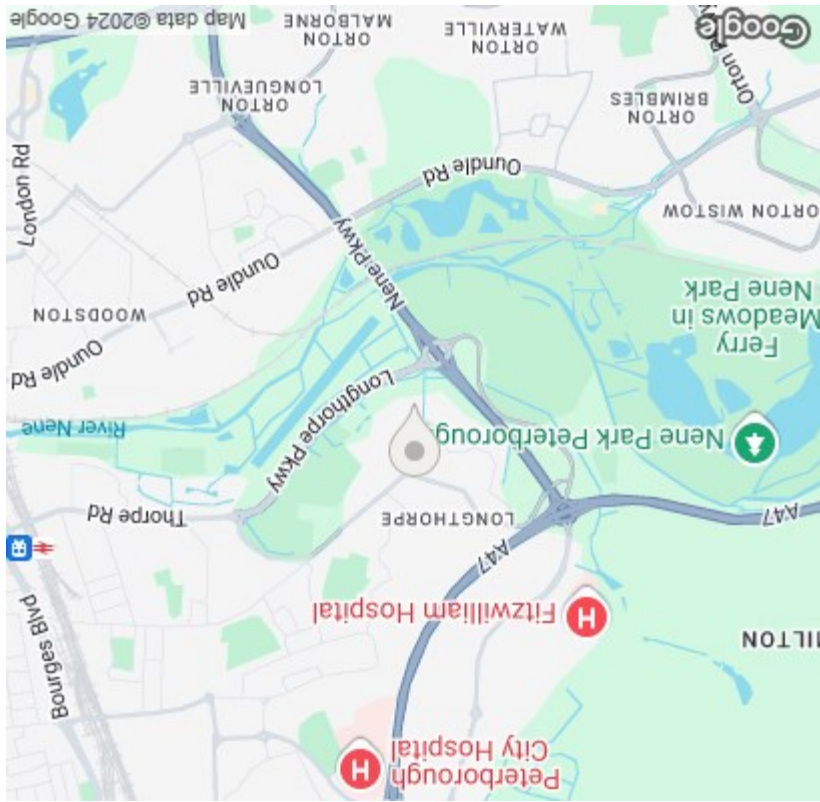 Peterborough
City Hospital
Bourges Blvd
Fitzwilliam Hospital
MILTON
A47
A47
LONGTHORPE
Thorpe Rd
Nene Park Peterborough
River Nene
Longthorpe Pkwy
Ferry
Meadows in
Nene Park
Oundle Rd
WOODSTON
Nene Pkwy
Oundle Rd
ORTON WISTOW
London Rd
Oundle Rd
ORTON
BRIMBLES
ORTON
LONGUEVILLE
ORTON
WATERVILLE
ORTON
MALBORNE
Orton
Google
Map data ©2024 Google